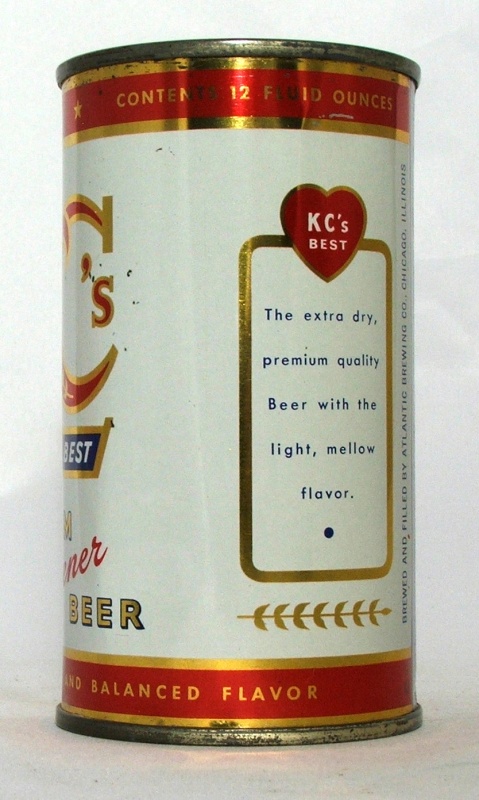 CONTENTS 12 FLUID OUNCES
C's
BEST
BEER
AND BALANCED FLAVOR
KC's
BEST
The extra dry,
premium quality
Beer with the
light, mellow
flavor.
BREWED AND FILLED BY ATLANTIC BREWING CO., CHICAGO, ILLINOIS